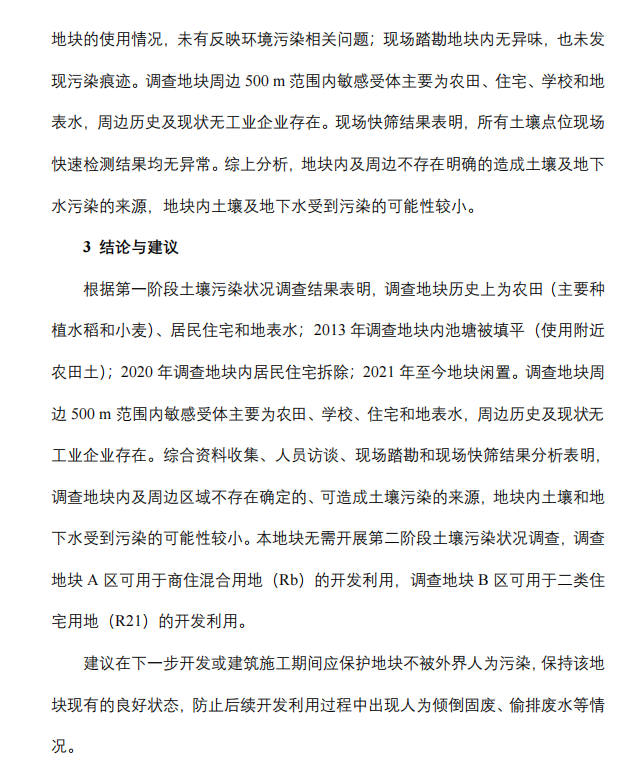 地块的使用情况，未有反映环境污染相关问题；现场踏勘地块内无异味，也未发
现污染痕迹。调查地块周边 500 m 范围内敏感受体主要为农田、住宅、学校和地
表水，周边历史及现状无工业企业存在。现场快筛结果表明，所有土壤点位现场
快速检测结果均无异常。综上分析，地块内及周边不存在明确的造成土壤及地下
水污染的来源，地块内土壤及地下水受到污染的可能性较小。
3 结论与建议
根据第一阶段土壤污染状况调查结果表明，调查地块历史上为农田（主要种
植水稻和小麦）、居民住宅和地表水；2013 年调查地块内池塘被填平（使用附近
农田土）；2020 年调查地块内居民住宅拆除；2021 年至今地块闲置。调查地块周
边 500 m 范围内敏感受体主要为农田、学校、住宅和地表水，周边历史及现状无
工业企业存在。综合资料收集、人员访谈、现场踏勘和现场快筛结果分析表明，
调查地块内及周边区域不存在确定的、可造成土壤污染的来源，地块内土壤和地
下水受到污染的可能性较小。本地块无需开展第二阶段土壤污染状况调查，调查
地块 A 区可用于商住混合用地（Rb）的开发利用，调查地块 B 区可用于二类住
宅用地（R21）的开发利用。
建议在下一步开发或建筑施工期间应保护地块不被外界人为污染，保持该地
块现有的良好状态，防止后续开发利用过程中出现人为倾倒固废、偷排废水等情
况。